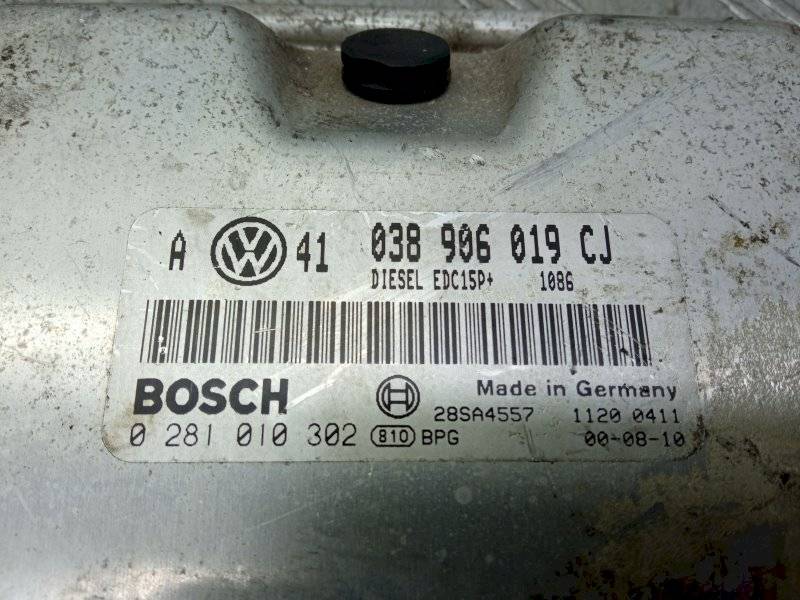 A VW 41 038 906 019 CJ
DIESEL EDC15P+ 1086
BOSCH Made in Germany
28SA4557 1120 0411
0 281 010 302 810 BPG 00-08-10